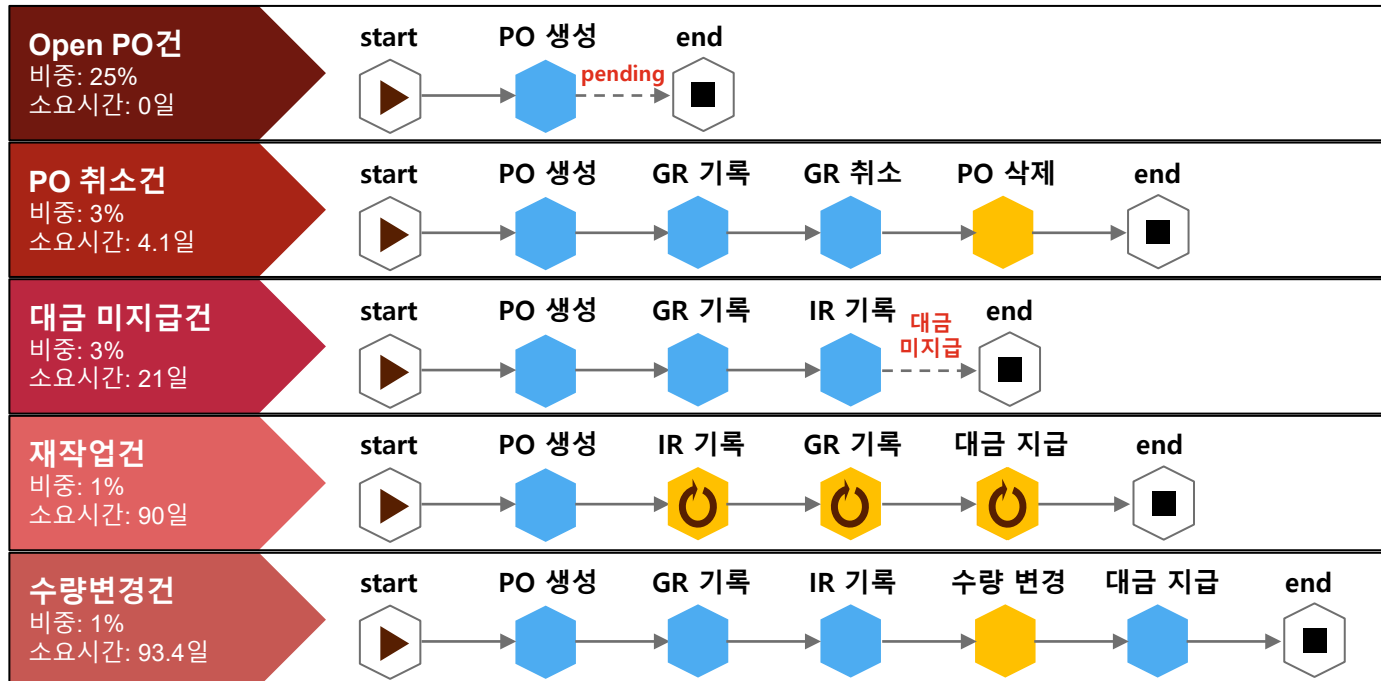 Open PO건
비중: 25%
소요시간: 0일
start
PO 생성
pending
end
PO 취소건
비중: 3%
소요시간: 4.1일
start
PO 생성
GR 기록
GR 취소
PO 삭제
end
대금 미지급건
비중: 3%
소요시간: 21일
start
PO 생성
GR 기록
IR 기록
대금
미지급
end
재작업건
비중: 1%
소요시간: 90일
start
PO 생성
IR 기록
GR 기록
대금 지급
end
수량변경건
비중: 1%
소요시간: 93.4일
start
PO 생성
GR 기록
IR 기록
수량 변경
대금 지급
end